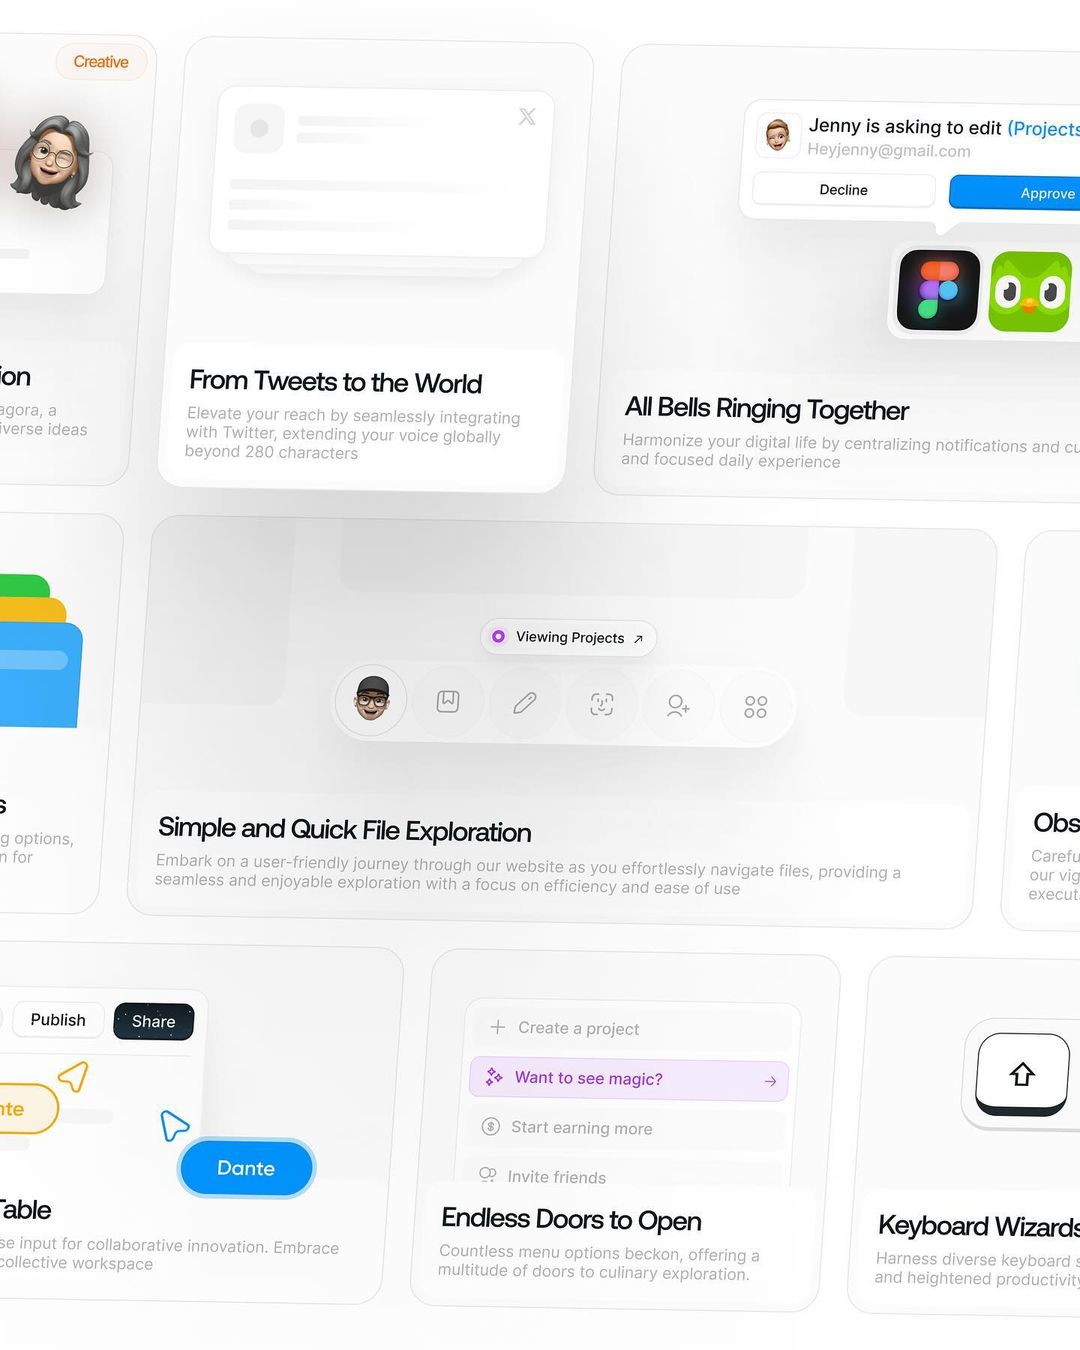 Creative
ion
agora, a
iverse ideas
From Tweets to the World
Elevate your reach by seamlessly integrating
with Twitter, extending your voice globally
beyond 280 characters
Jenny is asking to edit (Projects
Heyjenny@gmail.com
Decline
Approve
All Bells Ringing Together
Harmonize your digital life by centralizing notifications and cu
and focused daily experience
s
g options,
n for
Viewing Projects
Simple and Quick File Exploration
Embark on a user-friendly journey through our website as you effortlessly navigate files, providing a
seamless and enjoyable exploration with a focus on efficiency and ease of use
Obs
Carefu
our vig
execut
Publish
Share
nte
Dante
Table
se input for collaborative innovation. Embrace
collective workspace
Create a project
Want to see magic?
Start earning more
Invite friends
Endless Doors to Open
Countless menu options beckon, offering a
multitude of doors to culinary exploration.
Keyboard Wizards
Harness diverse keyboard s
and heightened productivity